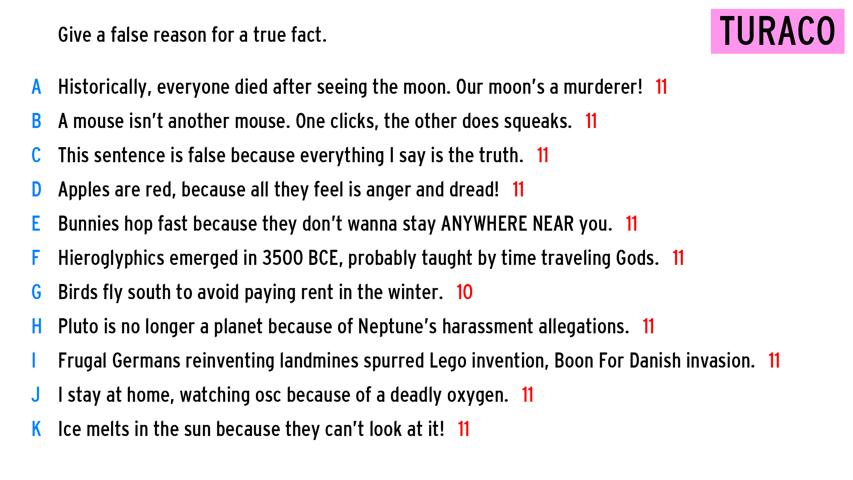 Give a false reason for a true fact.
TURACO
A Historically, everyone died after seeing the moon. Our moon's a murderer! 11
B A mouse isn't another mouse. One clicks, the other does squeaks. 11
C This sentence is false because everything I say is the truth. 11
D Apples are red, because all they feel is anger and dread! 11
E Bunnies hop fast because they don't wanna stay ANYWHERE NEAR you. 11
F Hieroglyphics emerged in 3500 BCE, probably taught by time traveling Gods. 11
G Birds fly south to avoid paying rent in the winter. 10
H Pluto is no longer a planet because of Neptune's harassment allegations. 11
I Frugal Germans reinventing landmines spurred Lego invention, Boon For Danish invasion. 11
J I stay at home, watching osc because of a deadly oxygen. 11
K Ice melts in the sun because they can't look at it! 11